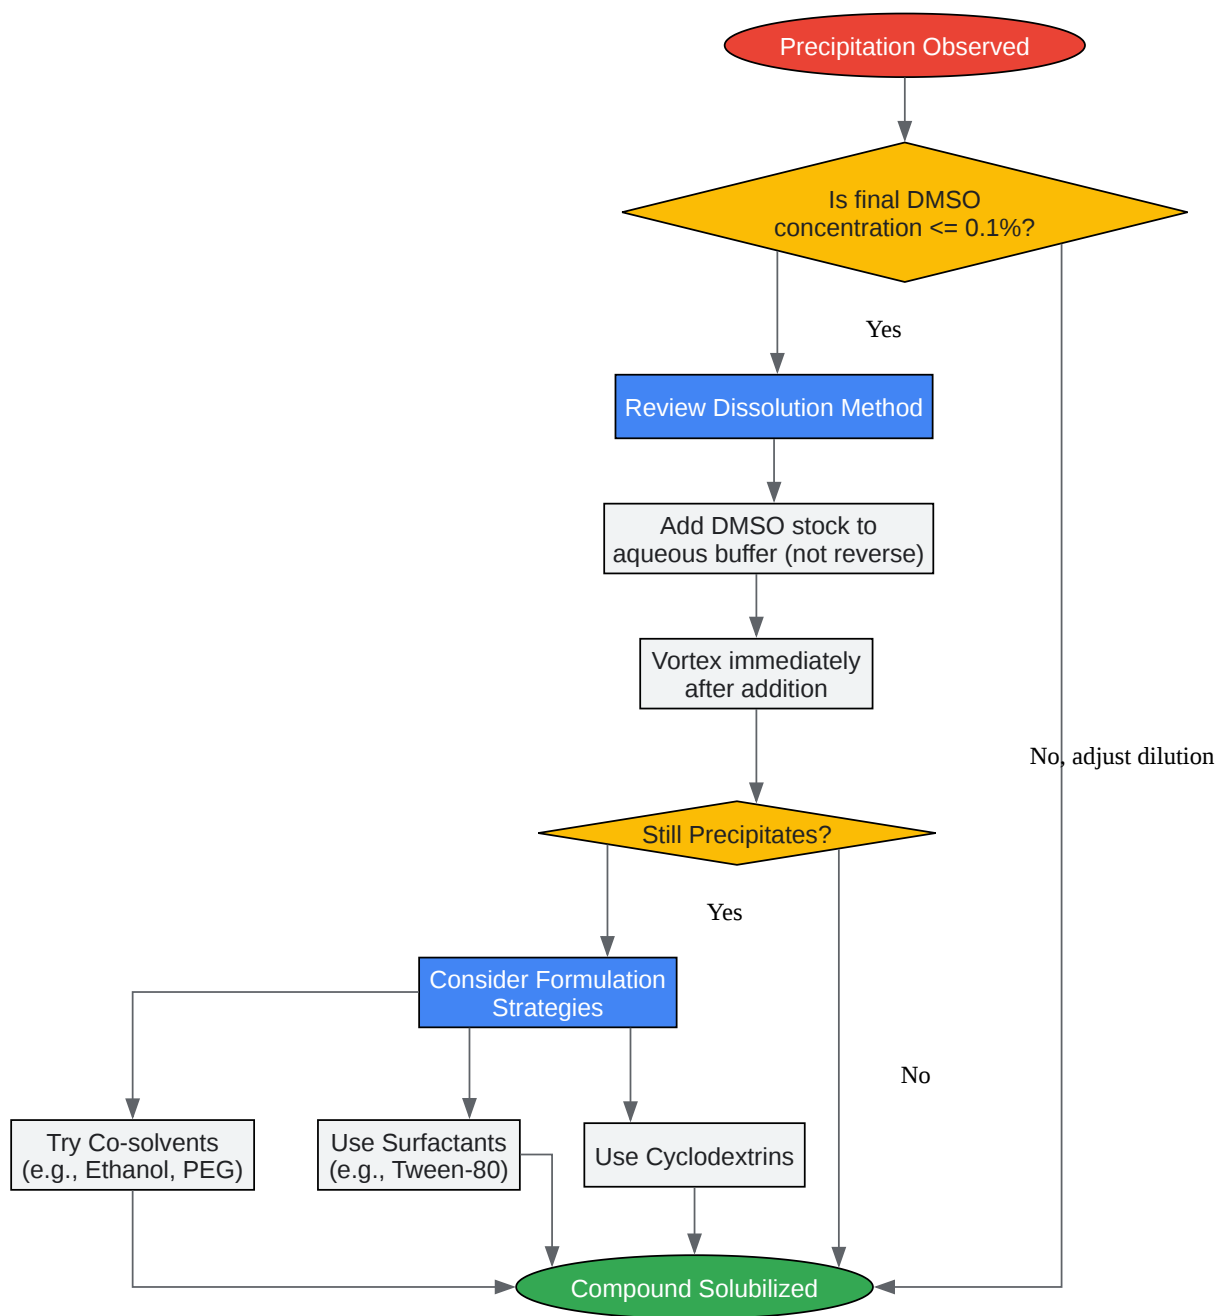 Precipitation Observed
Is final DMSO
concentration <= 0.1%?
Yes
Review Dissolution Method
Add DMSO stock to
aqueous buffer (not reverse)
Vortex immediately
after addition
No, adjust dilution
Still Precipitates?
Yes
Consider Formulation
Strategies
No
Try Co-solvents
(e.g., Ethanol, PEG)
Use Surfactants
(e.g., Tween-80)
Use Cyclodextrins
Compound Solubilized